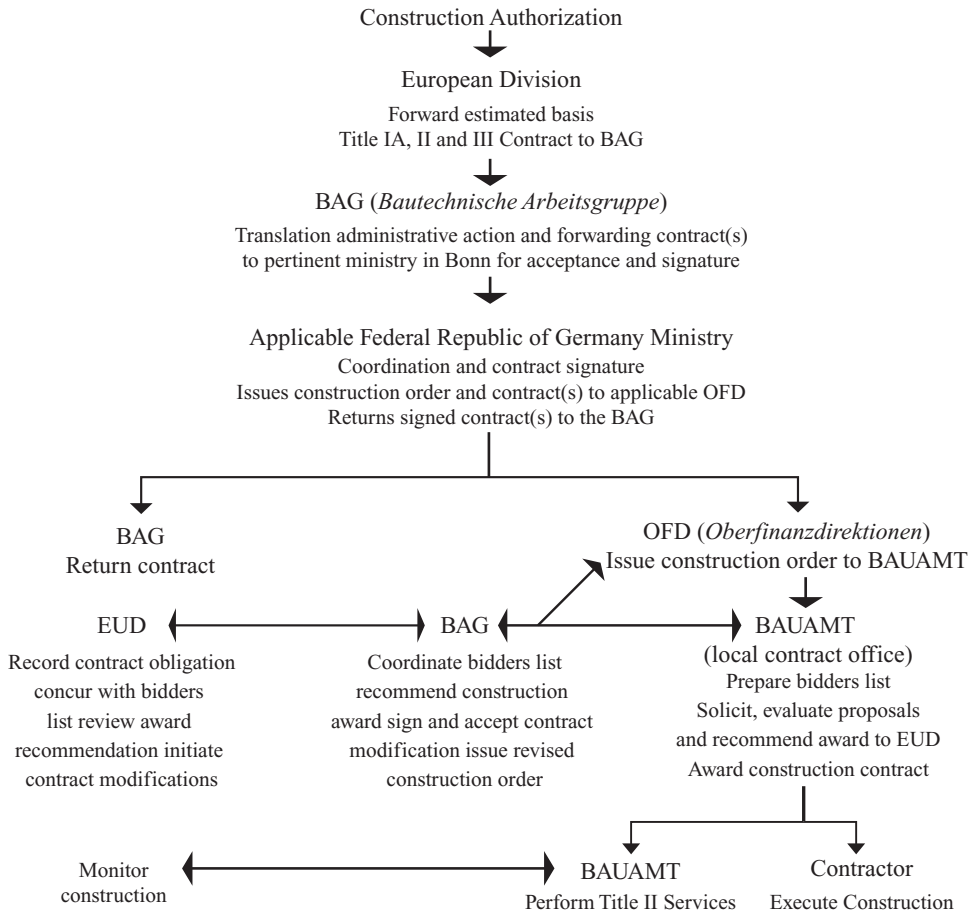 Construction Authorization
European Division
Forward estimated basis
Title IA, II and III Contract to BAG
BAG (Bautechnische Arbeitsgruppe)
Translation administrative action and forwarding contract(s)
to pertinent ministry in Bonn for acceptance and signature
Applicable Federal Republic of Germany Ministry
Coordination and contract signature
Issues construction order and contract(s) to applicable OFD
Returns signed contract(s) to the BAG
BAG
Return contract
OFD (Oberfinanzdirektionen)
Issue construction order to BAUAMT
EUD
Record contract obligation
concur with bidders
list review award
recommendation initiate
contract modifications
BAG
Coordinate bidders list
recommend construction
award sign and accept contract
modification issue revised
construction order
BAUAMT
(local contract office)
Prepare bidders list
Solicit, evaluate proposals
and recommend award to EUD
Award construction contract
Monitor
construction
BAUAMT
Perform Title II Services
Contractor
Execute Construction